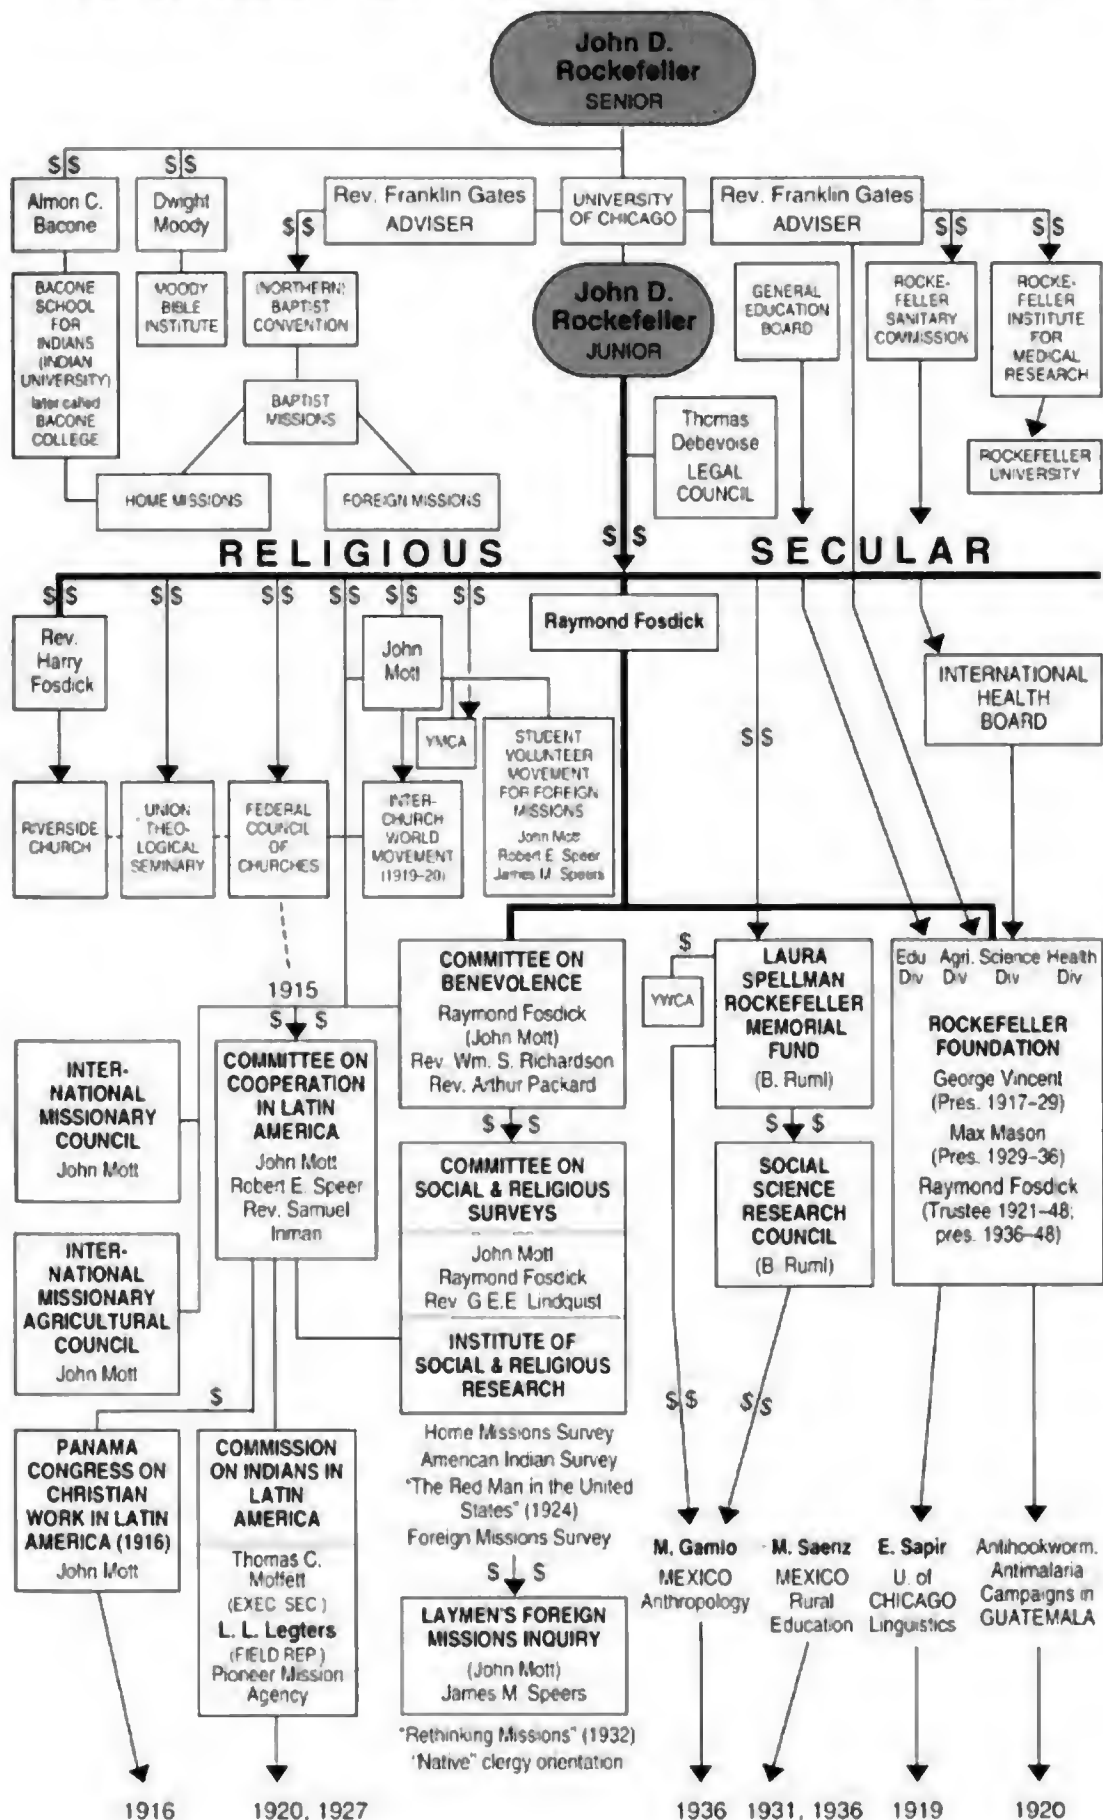 John D.
Rockefeller
SENIOR
$ $
$ $
Almon C.
Bacone
Dwight
Moody
Rev. Franklin Gates
ADVISER
UNIVERSITY
OF CHICAGO
Rev. Franklin Gates
ADVISER
$ $
$ $
$ $
BACONE
SCHOOL
FOR
INDIANS
(INDIAN
UNIVERSITY)
later called
BACONE
COLLEGE
MOODY
BIBLE
INSTITUTE
(NORTHERN)
BAPTIST
CONVENTION
John D.
Rockefeller
JUNIOR
GENERAL
EDUCATION
BOARD
ROCKE-
FELLER
SANITARY
COMMISSION
ROCKE-
FELLER
INSTITUTE
FOR
MEDICAL
RESEARCH
BAPTIST
MISSIONS
Thomas
Debevoise
LEGAL
COUNCIL
ROCKEFELLER
UNIVERSITY
HOME MISSIONS
FOREIGN MISSIONS
$ $
RELIGIOUS
SECULAR
$ $
$ $
$ $
$ $
$ $
$ $
Rev.
Harry
Fosdick
John
Mott
Raymond Fosdick
INTERNATIONAL
HEALTH
BOARD
YMCA
STUDENT
VOLUNTEER
MOVEMENT
FOR FOREIGN
MISSIONS
John Mott
Robert E. Speer
James M. Speers
$ $
RIVERSIDE
CHURCH
UNION
THEO-
LOGICAL
SEMINARY
FEDERAL
COUNCIL
OF
CHURCHES
INTER-
CHURCH
WORLD
MOVEMENT
(1919–20)
1915
$ $
COMMITTEE ON
BENEVOLENCE
Raymond Fosdick
(John Mott)
Rev. Wm. S. Richardson
Rev. Arthur Packard
$
YWCA
LAURA
SPELLMAN
ROCKEFELLER
MEMORIAL
FUND
(B. Ruml)
Edu Agri. Science Health
Div Div Div Div
ROCKEFELLER
FOUNDATION
George Vincent
(Pres. 1917–29)
Max Mason
(Pres. 1929–36)
Raymond Fosdick
(Trustee 1921–48;
pres. 1936–48)
INTER-
NATIONAL
MISSIONARY
COUNCIL
John Mott
COMMITTEE ON
COOPERATION
IN LATIN
AMERICA
John Mott
Robert E. Speer
Rev. Samuel
Inman
$ $
COMMITTEE ON
SOCIAL & RELIGIOUS
SURVEYS
John Mott
Raymond Fosdick
Rev. G.E.E. Lindquist
INSTITUTE OF
SOCIAL & RELIGIOUS
RESEARCH
$ $
SOCIAL
SCIENCE
RESEARCH
COUNCIL
(B. Ruml)
INTER-
NATIONAL
MISSIONARY
AGRICULTURAL
COUNCIL
John Mott
$
$ $
$ $
PANAMA
CONGRESS ON
CHRISTIAN
WORK IN LATIN
AMERICA (1916)
John Mott
COMMISSION
ON INDIANS IN
LATIN
AMERICA
Thomas C.
Moffett
(EXEC SEC)
L. L. Legters
(FIELD REP)
Pioneer Mission
Agency
Home Missions Survey
American Indian Survey
"The Red Man in the United
States" (1924)
Foreign Missions Survey
$ $
LAYMEN'S FOREIGN
MISSIONS INQUIRY
(John Mott)
James M. Speers
"Rethinking Missions" (1932)
"Native" clergy orientation
M. Gamio
MEXICO
Anthropology
M. Saenz
MEXICO
Rural
Education
E. Sapir
U. of
CHICAGO
Linguistics
Antihookworm.
Antimalaria
Campaigns in
GUATEMALA
1916
1920, 1927
1936
1931, 1936
1919
1920